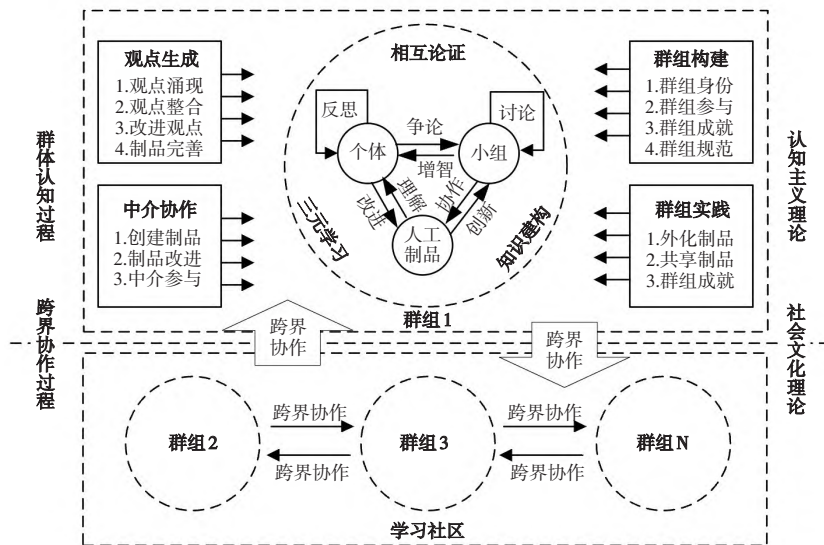 观点生成
1.观点涌现
2.观点整合
3.改进观点
4.制品完善
中介协作
1.创建制品
2.制品改进
3.中介参与
相互论证
反思
讨论
个体
争论
增智
小组
改进
理解
协作
创新
人工
制品
三元学习
知识建构
群组1
群组构建
1.群组身份
2.群组参与
3.群组成就
4.群组规范
群组实践
1.外化制品
2.共享制品
3.群组成就
群体认知过程
跨界协作过程
认知主义理论
社会文化理论
跨界
协作
跨界
协作
群组2
跨界协作
跨界协作
群组3
跨界协作
跨界协作
群组N
学习社区